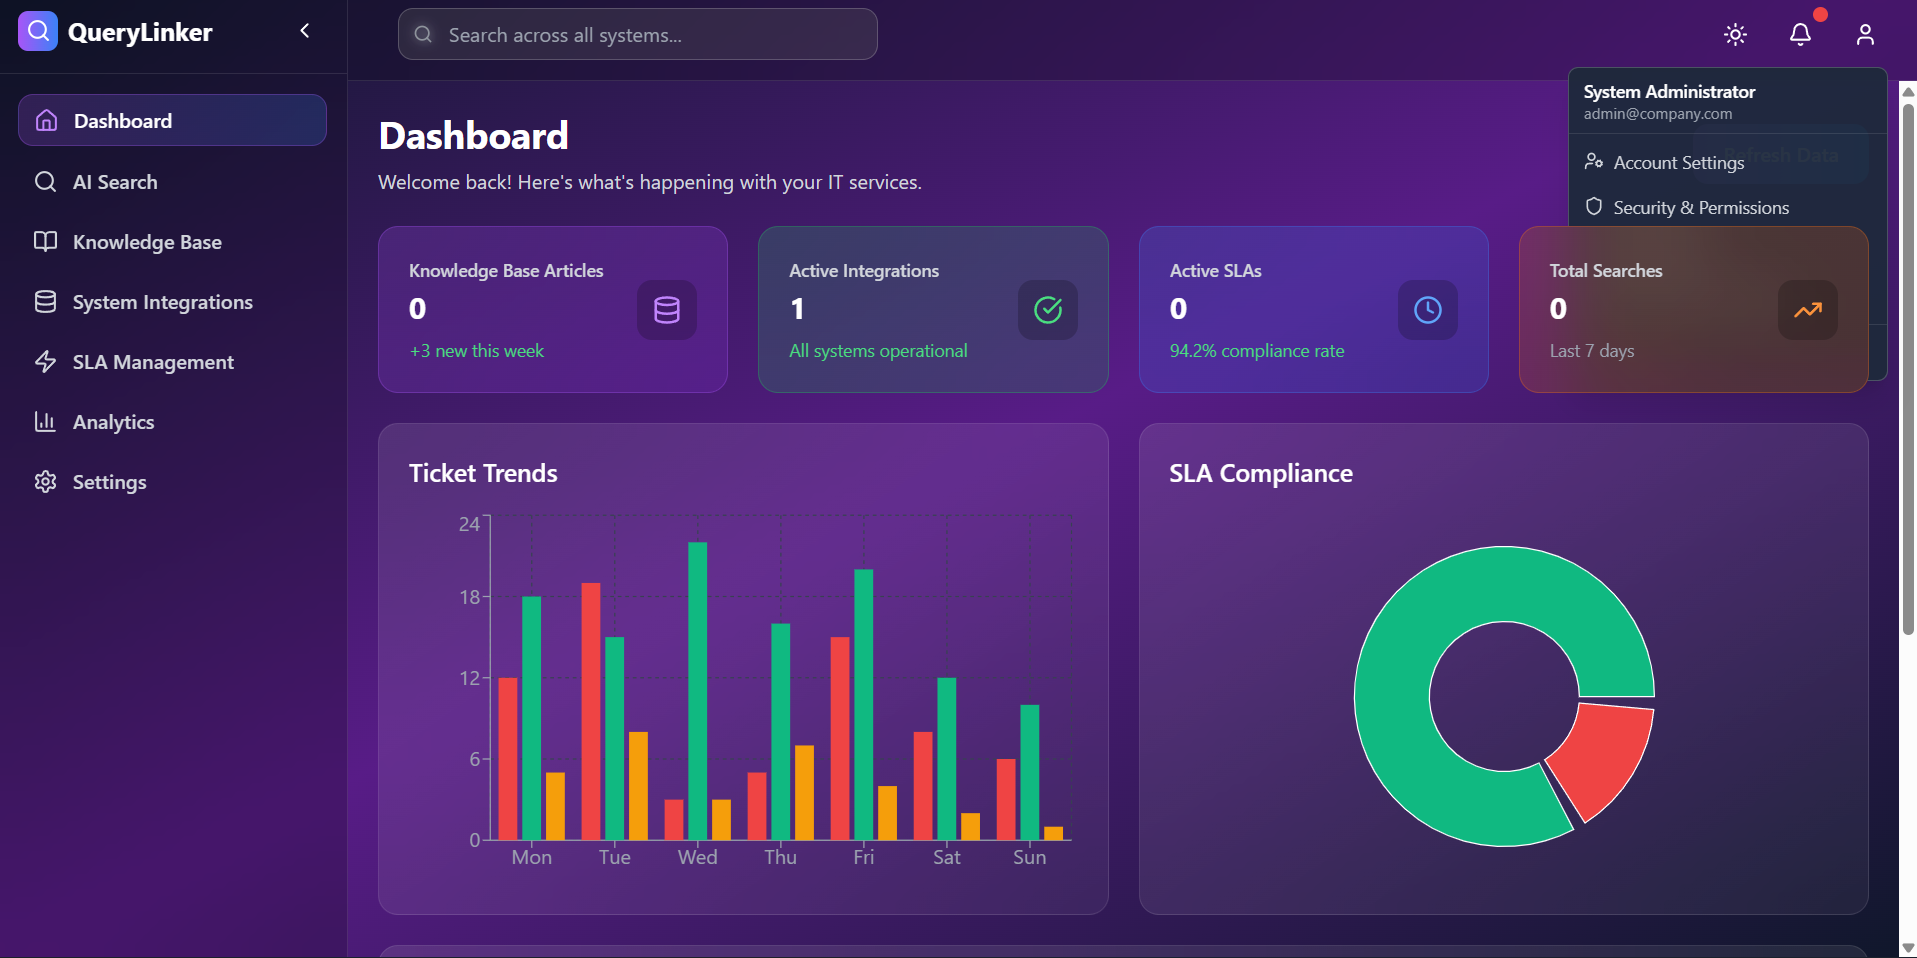 QueryLinker
Search across all systems...
Dashboard
AI Search
Knowledge Base
System Integrations
SLA Management
Analytics
Settings
System Administrator
admin@company.com
Account Settings
Security & Permissions
Refresh Data
Dashboard
Welcome back! Here's what's happening with your IT services.
Knowledge Base Articles
0
+3 new this week
Active Integrations
1
All systems operational
Active SLAs
0
94.2% compliance rate
Total Searches
0
Last 7 days
Ticket Trends
24
18
12
6
0
Mon Tue Wed Thu Fri Sat Sun
SLA Compliance